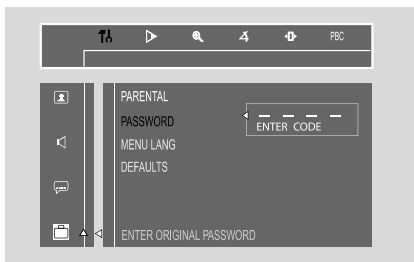 PBC
PARENTAL
PASSWORD
_ _ _ _
ENTER CODE
MENU LANG
DEFAULTS
ENTER ORIGINAL PASSWORD